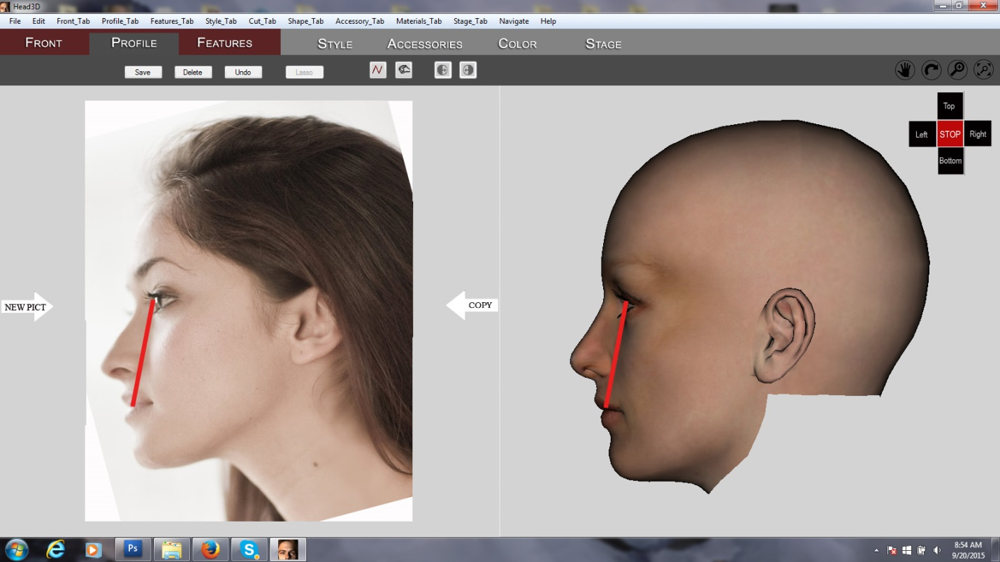 Head3D
File Edit Front_Tab Profile_Tab Features_Tab Style_Tab Cut_Tab Shape_Tab Accessory_Tab Materials_Tab Stage_Tab Navigate Help
FRONT PROFILE FEATURES STYLE ACCESSORIES COLOR STAGE
Save Delete Undo Lasso
Top
Left STOP Right
Bottom
NEW PICT COPY
Ps
8:54 AM
9/20/2015